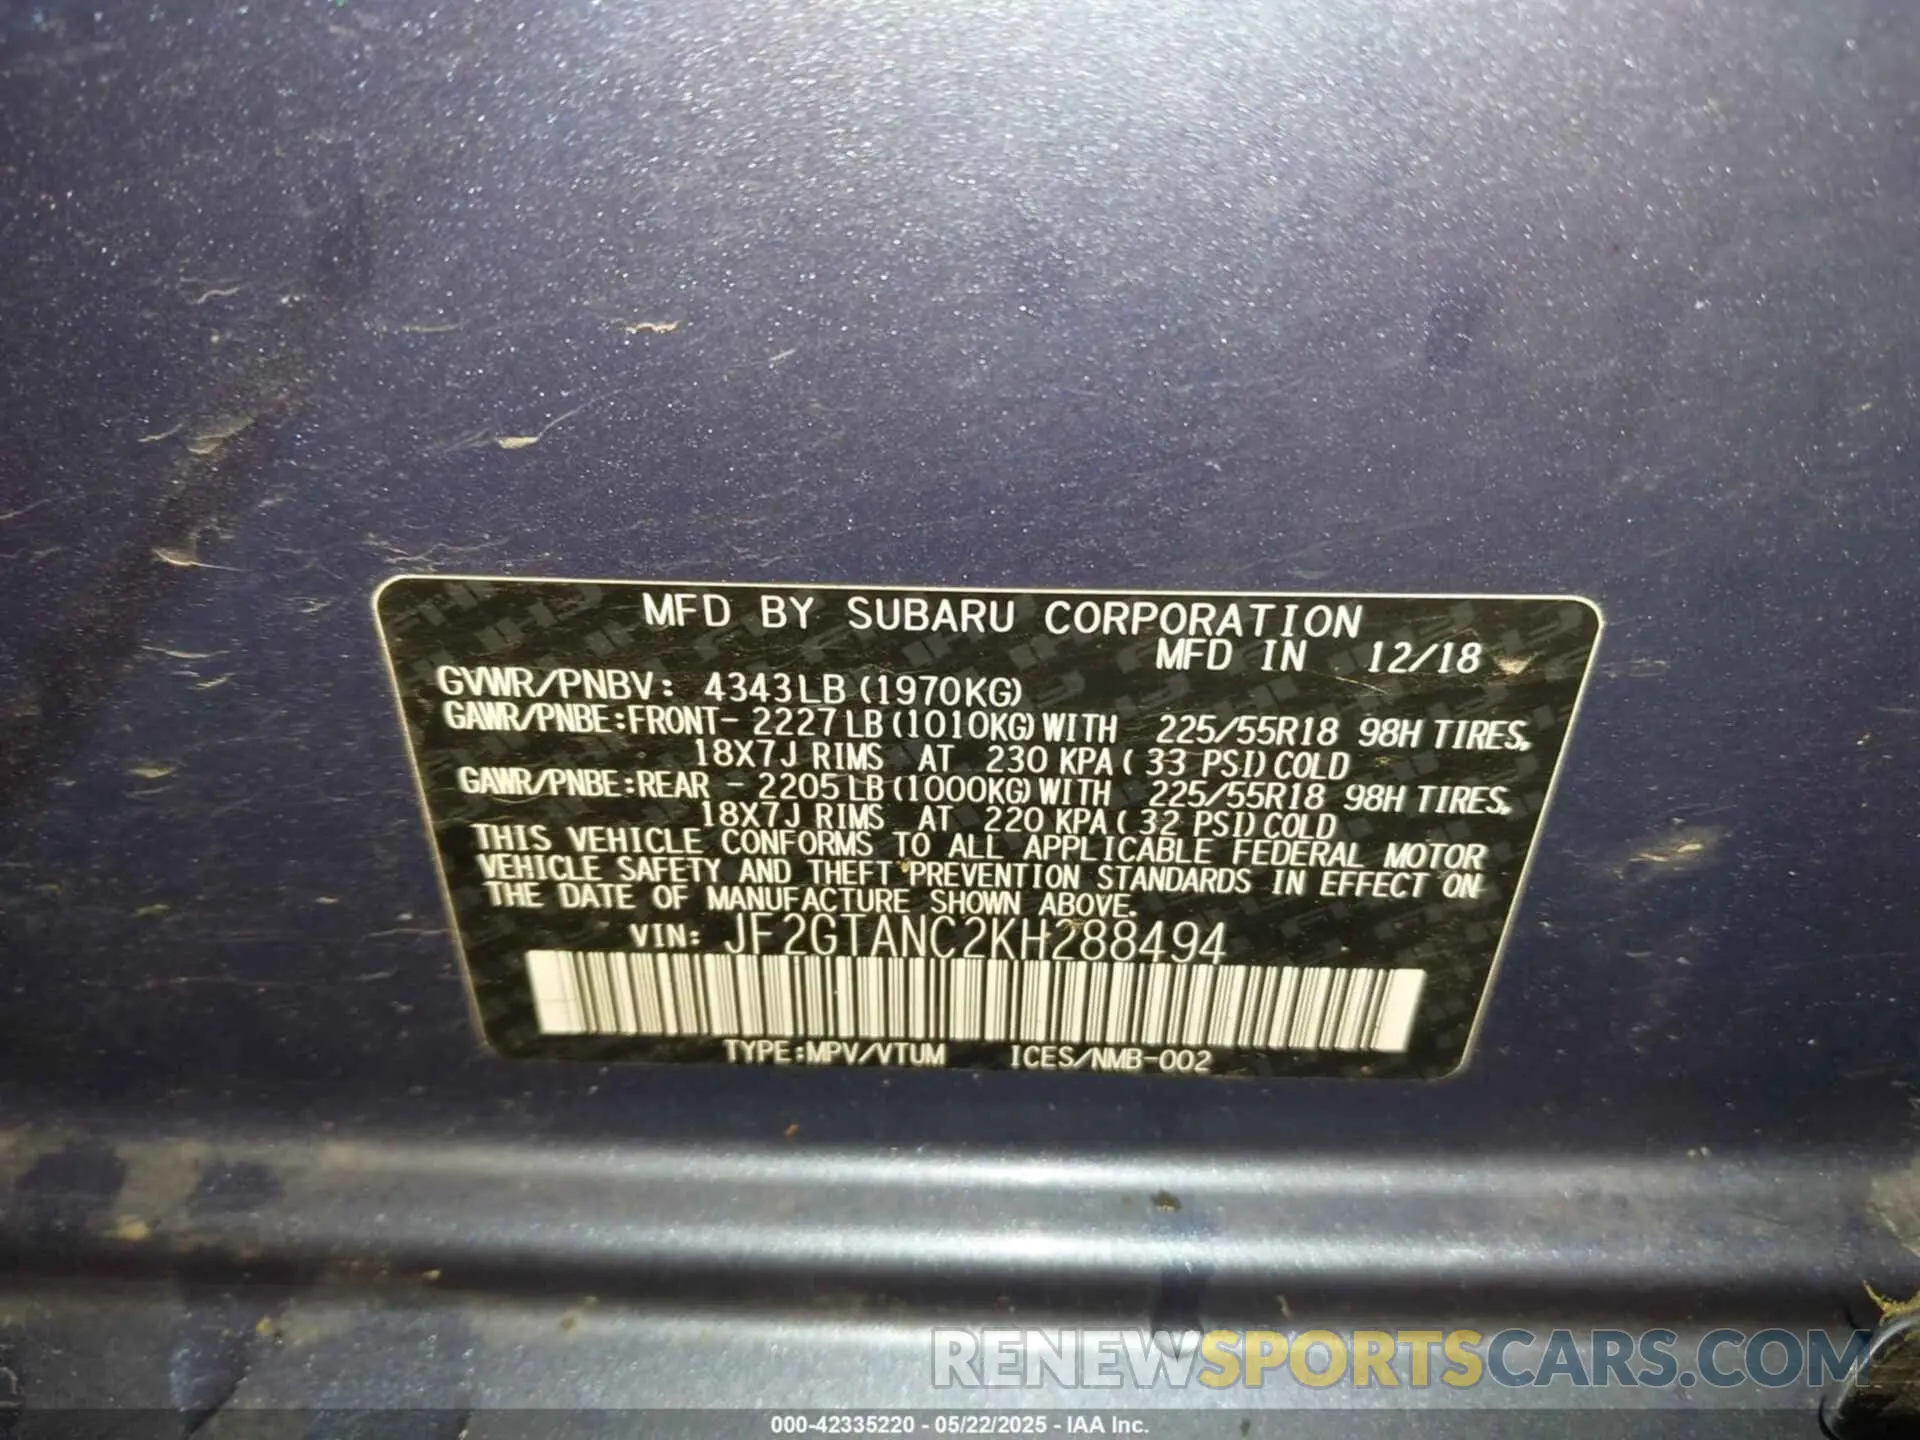 MFD BY SUBARU CORPORATION
MFD IN 12/18
GVWR/PNBV: 4343LB (1970KG)
GAWR/PNBE:FRONT- 2227 LB (1010KG) WITH 225/55R18 98H TIRES,
18X7J RIMS AT 230 KPA ( 33 PSI) COLD
GAWR/PNBE:REAR - 2205 LB (1000KG) WITH 225/55R18 98H TIRES,
18X7J RIMS AT 220 KPA ( 32 PSI) COLD
THIS VEHICLE CONFORMS TO ALL APPLICABLE FEDERAL MOTOR
VEHICLE SAFETY AND THEFT PREVENTION STANDARDS IN EFFECT ON
THE DATE OF MANUFACTURE SHOWN ABOVE.
VIN: JF2GTANC2KH288494
TYPE:MPV/VTUM ICES/NMB-002
RENEWSPORTSCARS.COM
000-42335220 - 05/22/2025 - IAA Inc.